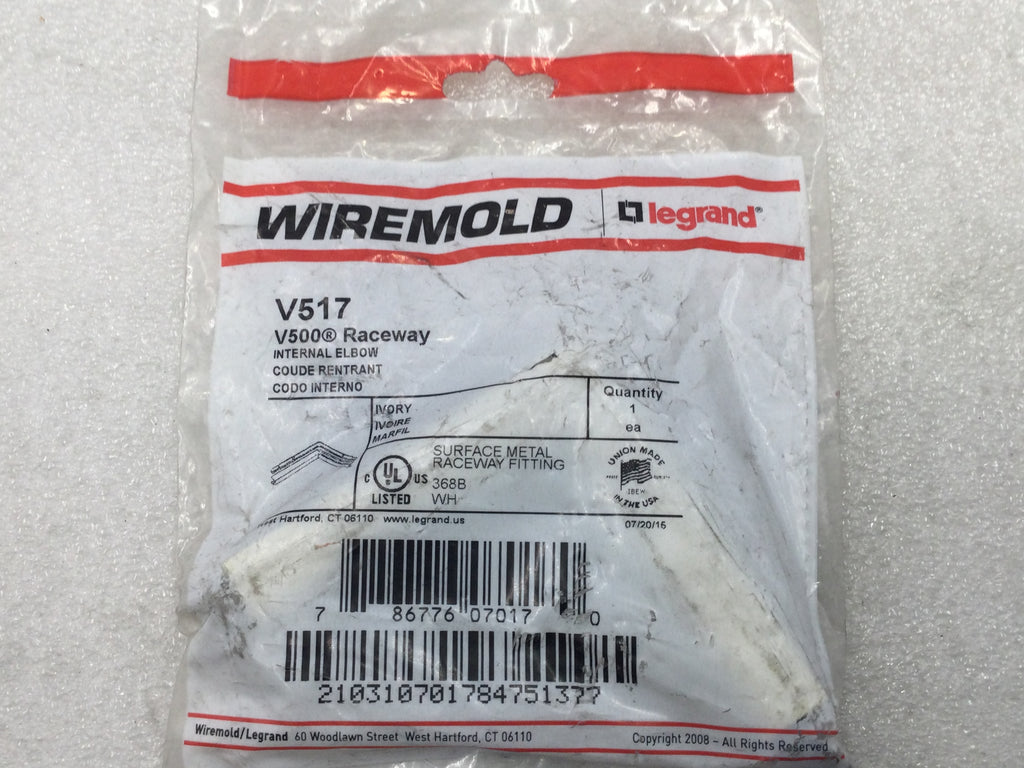 WIREMOLD legrand®
V517
V500® Raceway
INTERNAL ELBOW
COUDE RENTRANT
CODO INTERNO
IVORY
IVOIRE
MARFIL
Quantity
1
ea
C UL US
LISTED
SURFACE METAL
RACEWAY FITTING
368B
WH
UNION MADE
IBEW
IN THE USA
Hartford, CT 06110 www.legrand.us
07/20/15
7 86776 07017 0
2103107017847513​77
Wiremold/Legrand 60 Woodlawn Street West Hartford, CT 06110
Copyright 2008 – All Rights Reserved